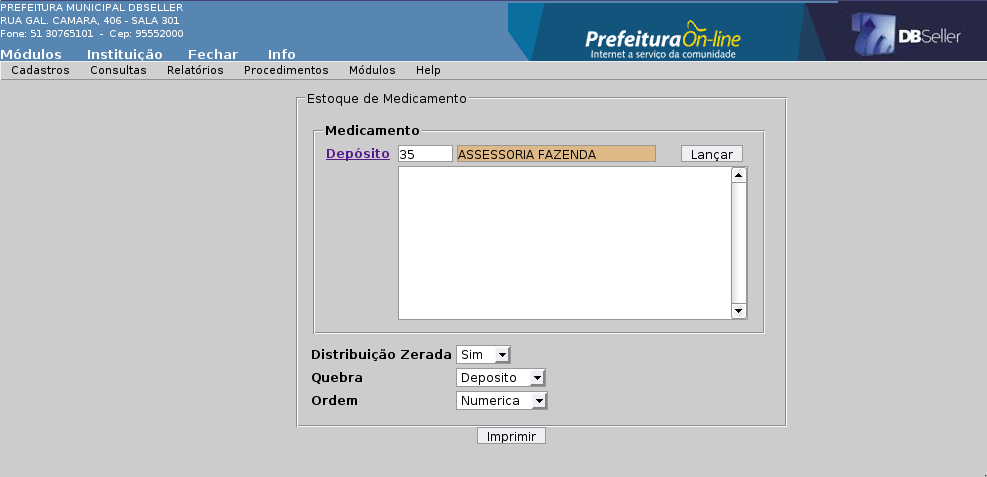 PREFEITURA MUNICIPAL DBSELLER
RUA GAL. CAMARA, 406 - SALA 301
Fone: 51 30765101 - Cep: 95552000
PrefeituraOn-line
Internet a serviço da comunidade
DBSeller
Módulos Instituição Fechar Info
Cadastros Consultas Relatórios Procedimentos Módulos Help
Estoque de Medicamento
Medicamento
Depósito 35 ASSESSORIA FAZENDA Lançar
Distribuição Zerada Sim
Quebra Deposito
Ordem Numerica
Imprimir